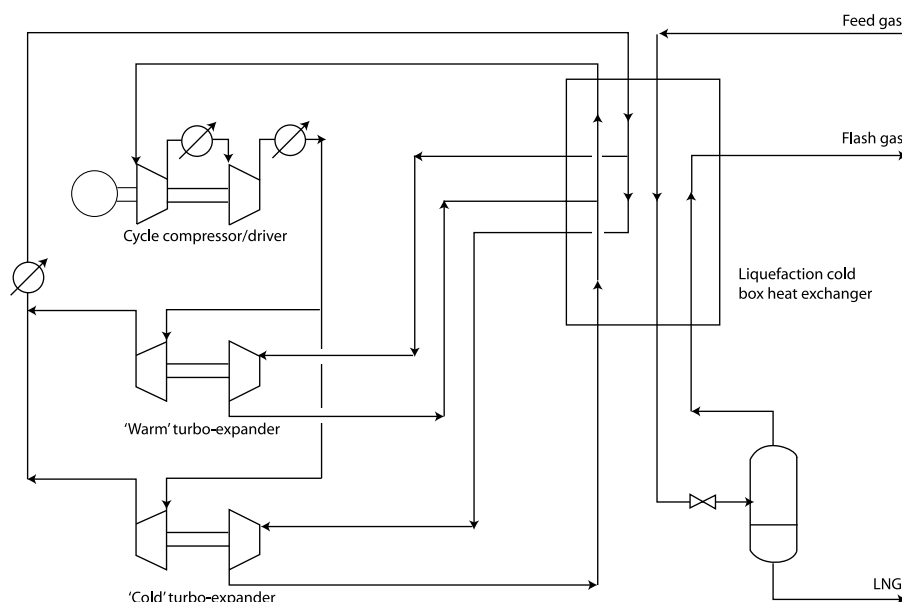 Feed gas
Flash gas
Cycle compressor/driver
Liquefaction cold
box heat exchanger
'Warm' turbo-expander
'Cold' turbo-expander
LNG